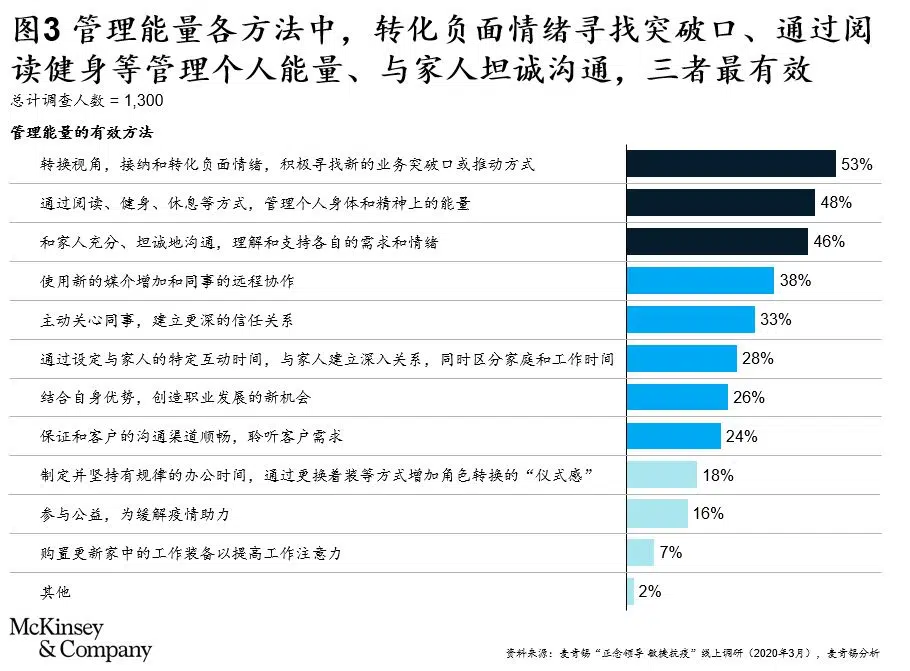 图3 管理能量各方法中，转化负面情绪寻找突破口、通过阅
读健身等管理个人能量、与家人坦诚沟通，三者最有效
总计调查人数 = 1,300
管理能量的有效方法
转换视角，接纳和转化负面情绪，积极寻找新的业务突破口或推动方式 53%
通过阅读、健身、休息等方式，管理个人身体和精神上的能量 48%
和家人充分、坦诚地沟通，理解和支持各自的需求和情绪 46%
使用新的媒介增加和同事的远程协作 38%
主动关心同事，建立更深的信任关系 33%
通过设定与家人的特定互动时间，与家人建立深入关系，同时区分家庭和工作时间 28%
结合自身优势，创造职业发展的新机会 26%
保证和客户的沟通渠道顺畅，聆听客户需求 24%
制定并坚持有规律的办公时间，通过更换着装等方式增加角色转换的“仪式感” 18%
参与公益，为缓解疫情助力 16%
购置更新家中的工作装备以提高工作注意力 7%
其他 2%
McKinsey
& Company
资料来源：麦肯锡“正念领导 敏捷抗疫”线上调研（2020年3月），麦肯锡分析